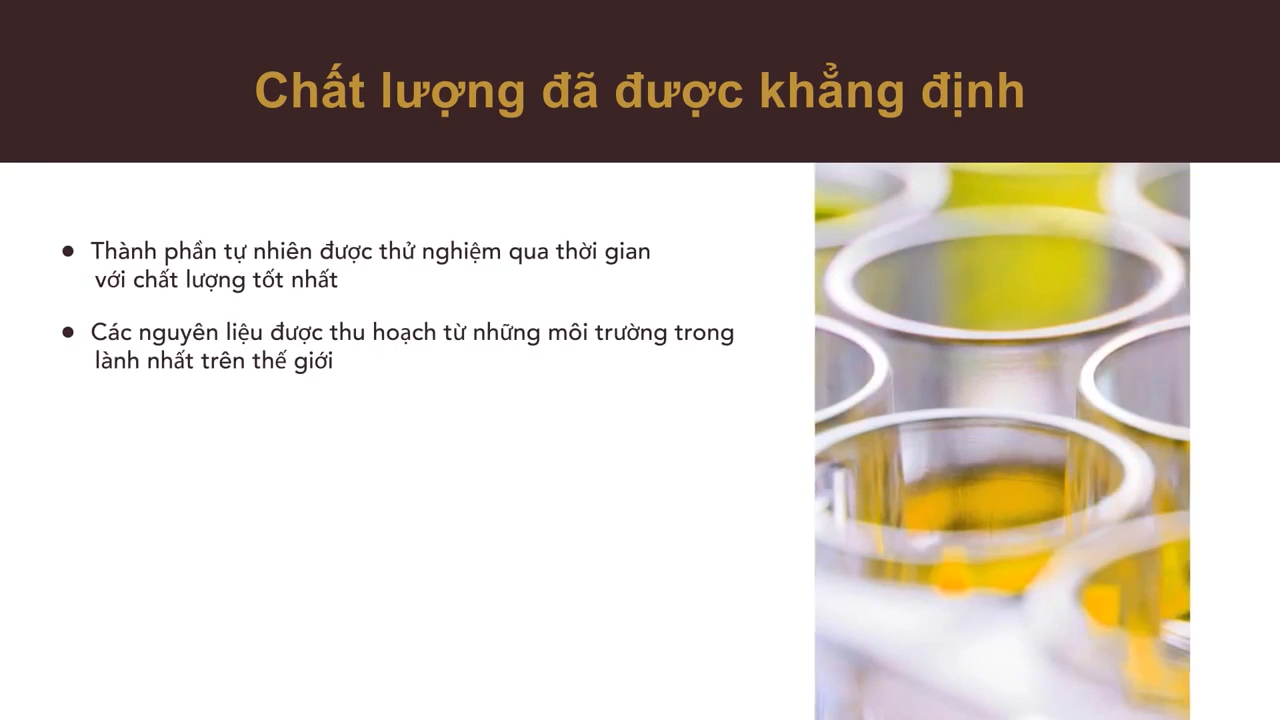 Chất lượng đã được khẳng định
● Thành phần tự nhiên được thử nghiệm qua thời gian
với chất lượng tốt nhất
● Các nguyên liệu được thu hoạch từ những môi trường trong
lành nhất trên thế giới